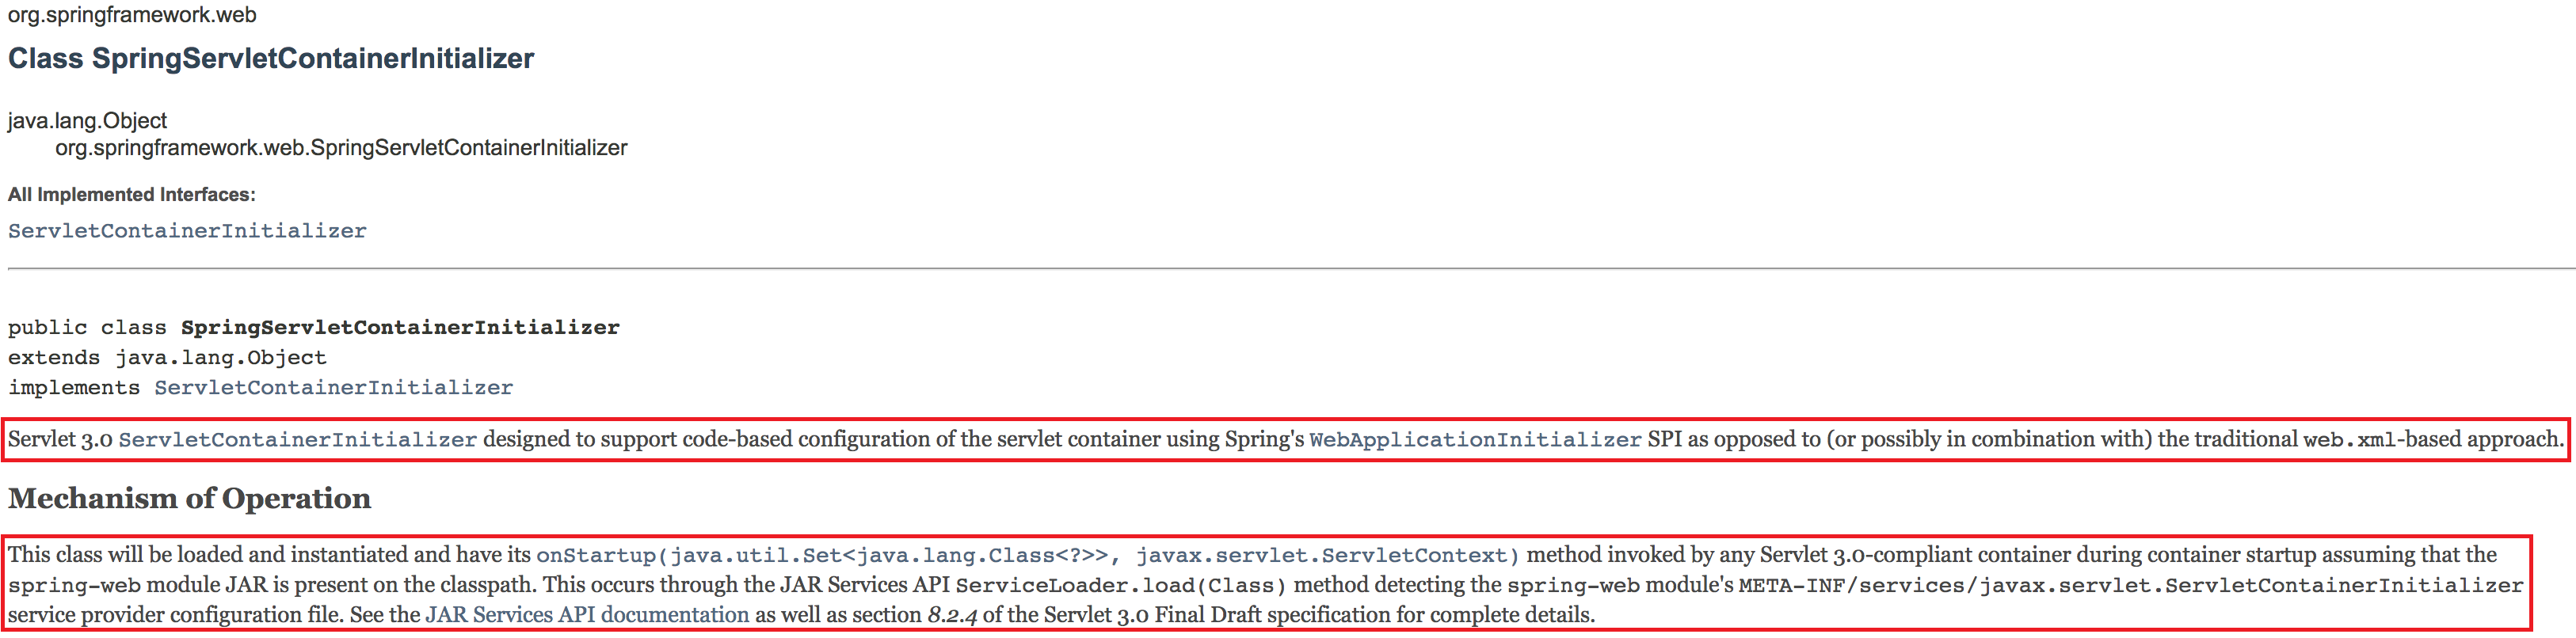 org.springframework.web
Class SpringServletContainerInitializer
java.lang.Object
org.springframework.web.SpringServletContainerInitializer
All Implemented Interfaces:
ServletContainerInitializer
public class SpringServletContainerInitializer
extends java.lang.Object
implements ServletContainerInitializer
Servlet 3.0 ServletContainerInitializer designed to support code-based configuration of the servlet container using Spring's WebApplicationInitializer SPI as opposed to (or possibly in combination with) the traditional web.xml-based approach.
Mechanism of Operation
This class will be loaded and instantiated and have its onStartup(java.util.Set<java.lang.Class<?>>, javax.servlet.ServletContext) method invoked by any Servlet 3.0-compliant container during container startup assuming that the
spring-web module JAR is present on the classpath. This occurs through the JAR Services API ServiceLoader.load(Class) method detecting the spring-web module's META-INF/services/javax.servlet.ServletContainerInitializer
service provider configuration file. See the JAR Services API documentation as well as section 8.2.4 of the Servlet 3.0 Final Draft specification for complete details.